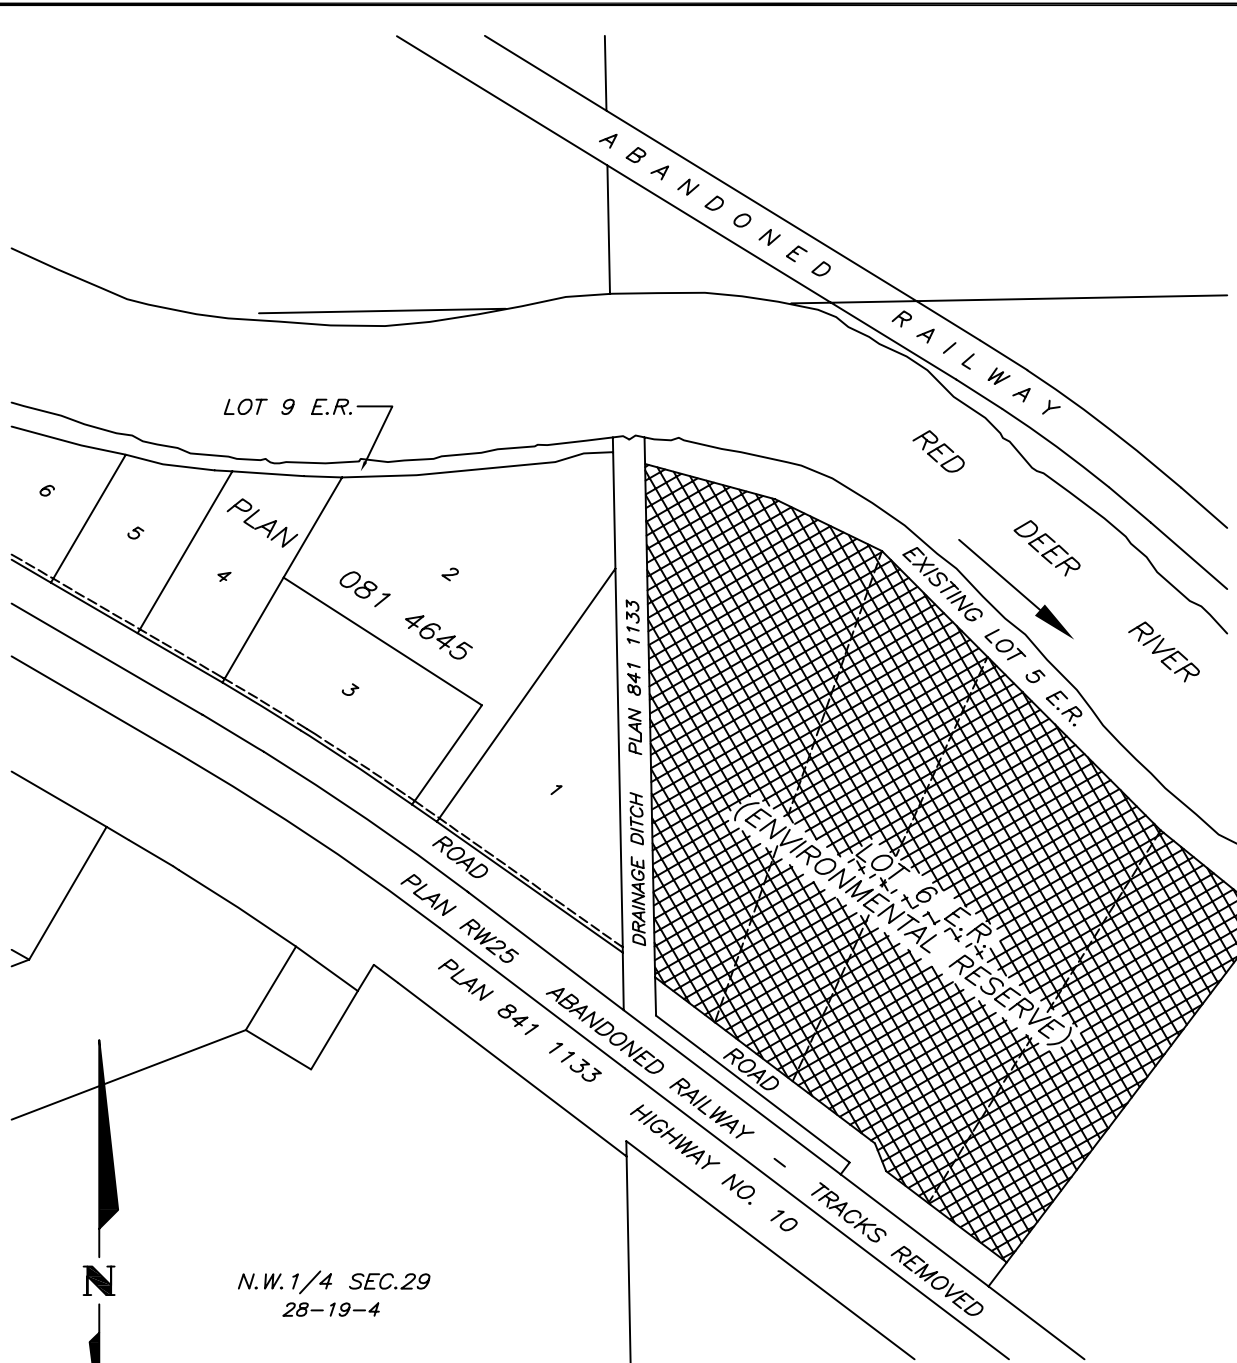 ABANDONED RAILWAY
LOT 9 E.R.
RED
DEER
RIVER
6
5
PLAN
4
2
081 4645
3
1
EXISTING LOT 5 E.R.
DRAINAGE DITCH PLAN 841 1133
LOT 6 E.R.
(ENVIRONMENTAL RESERVE)
ROAD
PLAN RW25 ABANDONED RAILWAY - TRACKS REMOVED
PLAN 841 1133 HIGHWAY NO. 10
ROAD
N
N.W.1/4 SEC.29
28-19-4